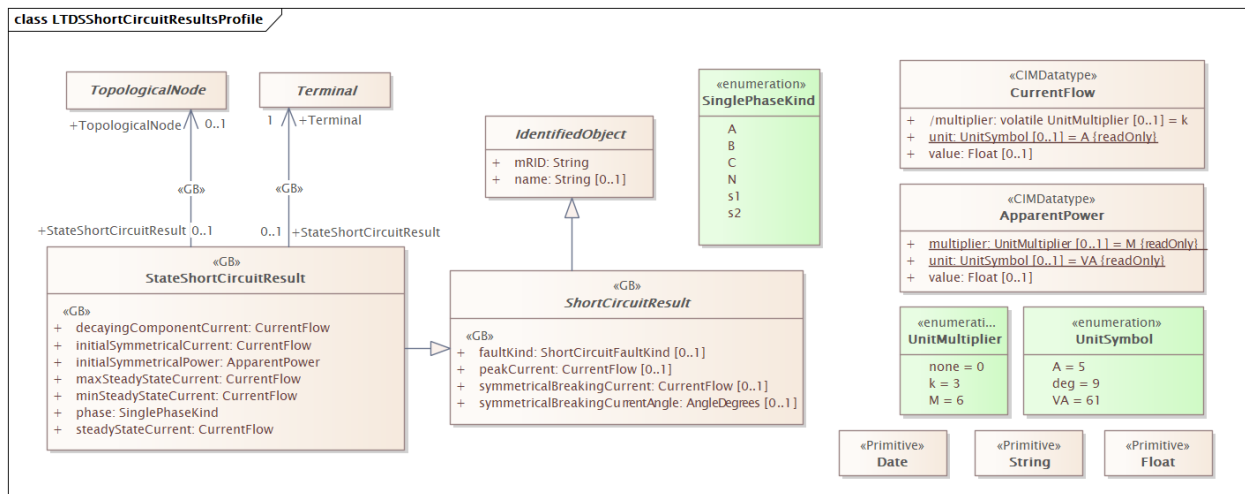 class LTDSShortCircuitResultsProfile
TopologicalNode
Terminal
+TopologicalNode
0..1
1
+Terminal
«GB»
«GB»
+StateShortCircuitResult
0..1
0..1
+StateShortCircuitResult
«GB»
StateShortCircuitResult
«GB»
+ decayingComponentCurrent: CurrentFlow
+ initialSymmetricalCurrent: CurrentFlow
+ initialSymmetricalPower: ApparentPower
+ maxSteadyStateCurrent: CurrentFlow
+ minSteadyStateCurrent: CurrentFlow
+ phase: SinglePhaseKind
+ steadyStateCurrent: CurrentFlow
IdentifiedObject
+ mRID: String
+ name: String [0..1]
«GB»
ShortCircuitResult
«GB»
+ faultKind: ShortCircuitFaultKind [0..1]
+ peakCurrent: CurrentFlow [0..1]
+ symmetricalBreakingCurrent: CurrentFlow [0..1]
+ symmetricalBreakingCurrentAngle: AngleDegrees [0..1]
«enumeration»
SinglePhaseKind
A
B
C
N
s1
s2
«CIMDatatype»
CurrentFlow
+ /multiplier: volatile UnitMultiplier [0..1] = k
+ unit: UnitSymbol [0..1] = A {readOnly}
+ value: Float [0..1]
«CIMDatatype»
ApparentPower
+ multiplier: UnitMultiplier [0..1] = M {readOnly}
+ unit: UnitSymbol [0..1] = VA {readOnly}
+ value: Float [0..1]
«enumerati...
UnitMultiplier
none = 0
k = 3
M = 6
«enumeration»
UnitSymbol
A = 5
deg = 9
VA = 61
«Primitive»
Date
«Primitive»
String
«Primitive»
Float